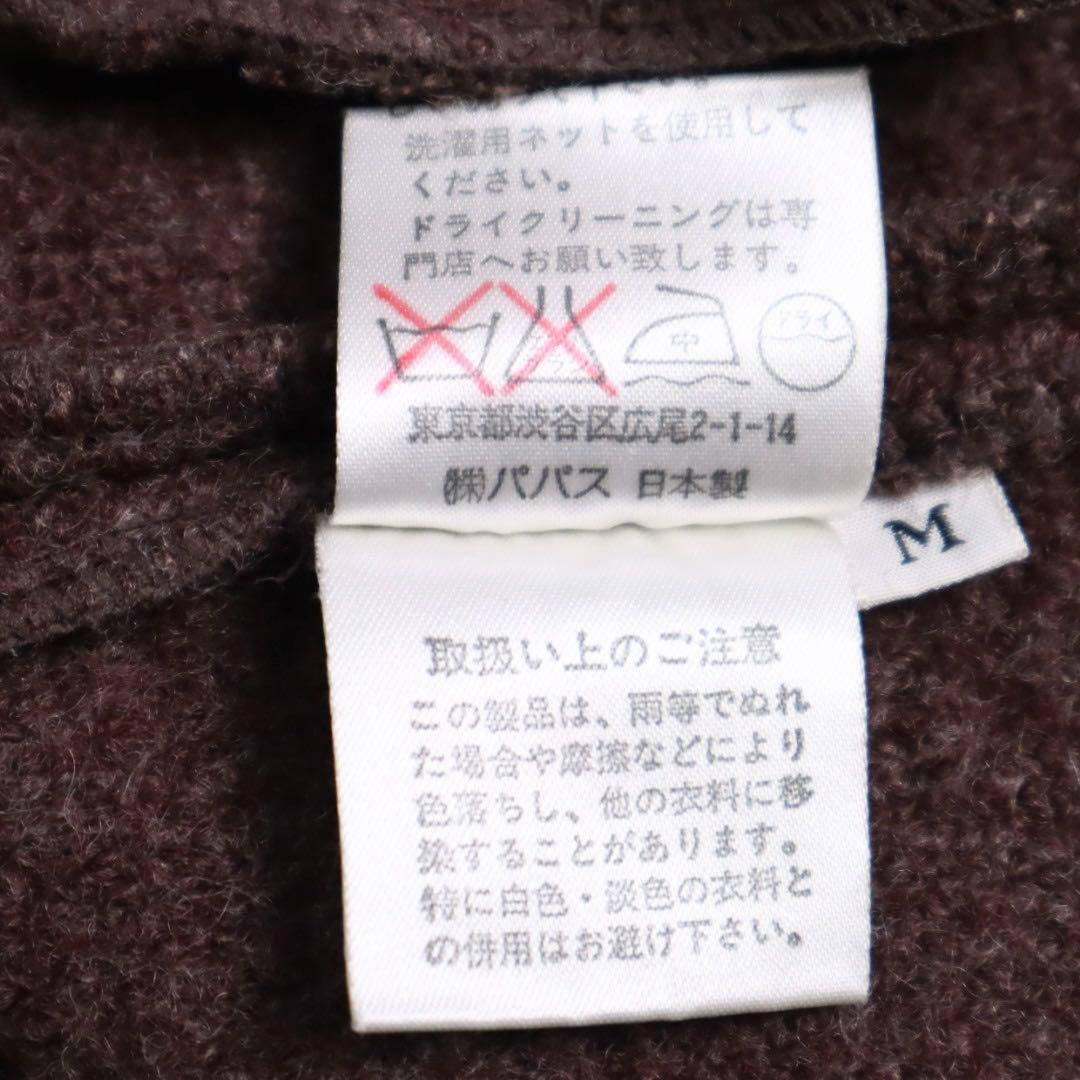 洗濯用ネットを使用して
ください。
ドライクリーニングは専
門店へお願い致します。
中 ドライ
東京都渋谷区広尾2-1-14
㈱パパス 日本製
M
取扱い上のご注意
この製品は、雨等でぬれ
た場合や摩擦などにより
色落ちし、他の衣料に移
染することがあります。
特に白色・淡色の衣料と
の併用はお避け下さい。